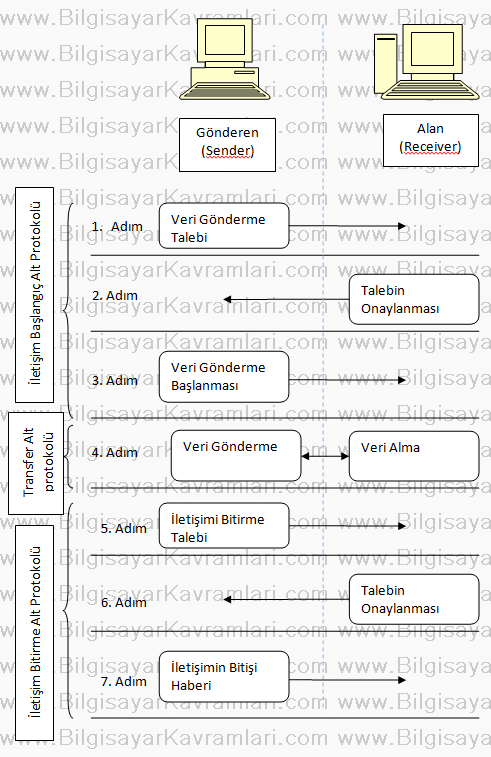 www.BilgisayarKavramlari.com
Gönderen
(Sender)
Alan
(Receiver)
İletişim Başlangıç Alt Protokolü
1. Adım
Veri Gönderme
Talebi
2. Adım
Talebin
Onaylanması
3. Adım
Veri Gönderme
Başlanması
Transfer Alt
protokolü
4. Adım
Veri Gönderme
Veri Alma
İletişim Bitirme Alt Protokolü
5. Adım
İletişimi Bitirme
Talebi
6. Adım
Talebin
Onaylanması
7. Adım
İletişimin Bitişi
Haberi